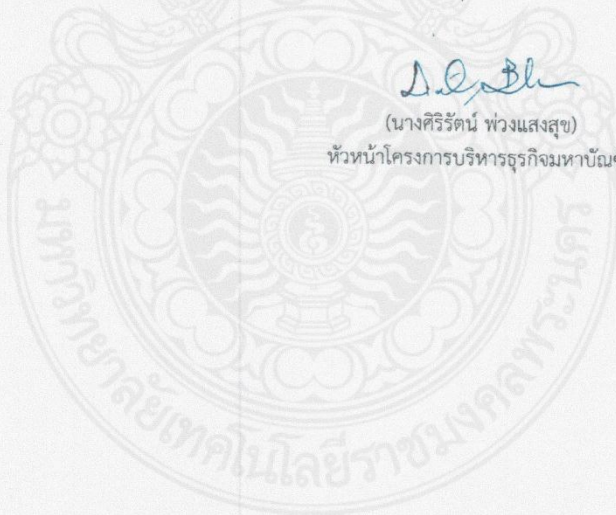 (นางศิริรัตน์ พ่วงแสงสุข)
หัวหน้าโครงการบริหารธุรกิจมหาบัณฑ
มหาวิทยาลัยเทคโนโลยีราชมงคลพระนคร